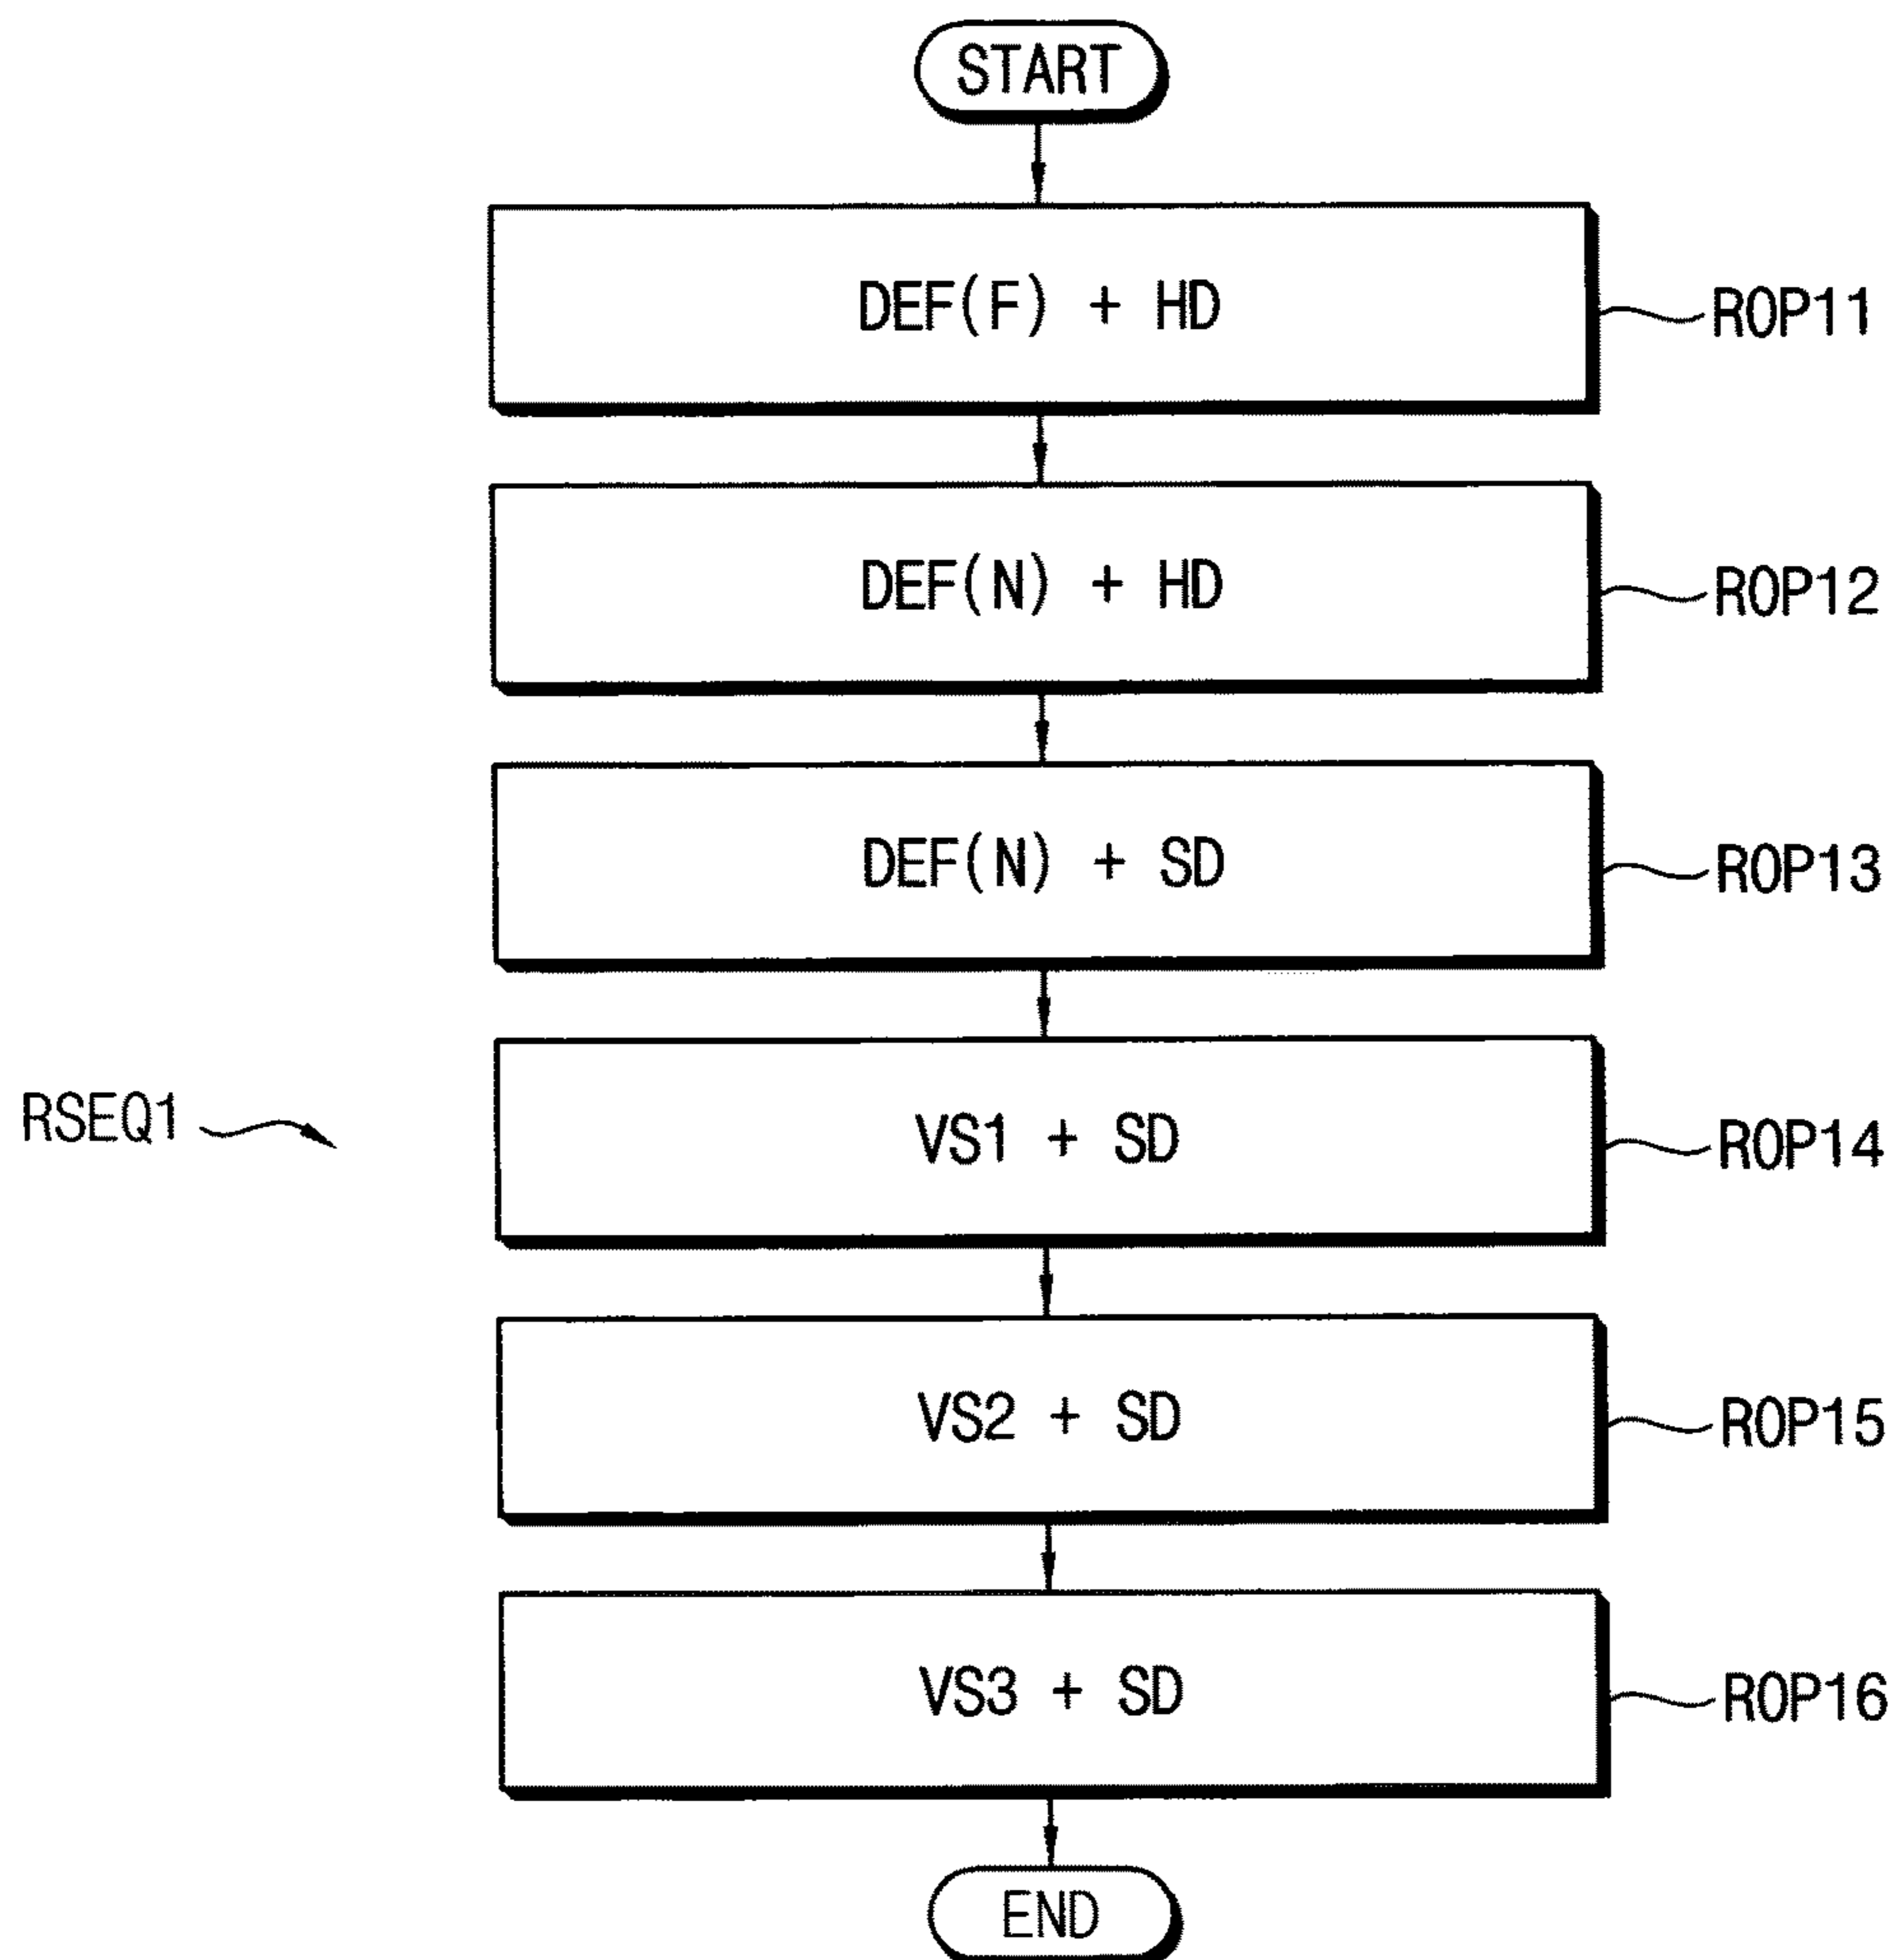 START
DEF(F) + HD
ROP11
DEF(N) + HD
ROP12
DEF(N) + SD
ROP13
RSEQ1
VS1 + SD
ROP14
VS2 + SD
ROP15
VS3 + SD
ROP16
END